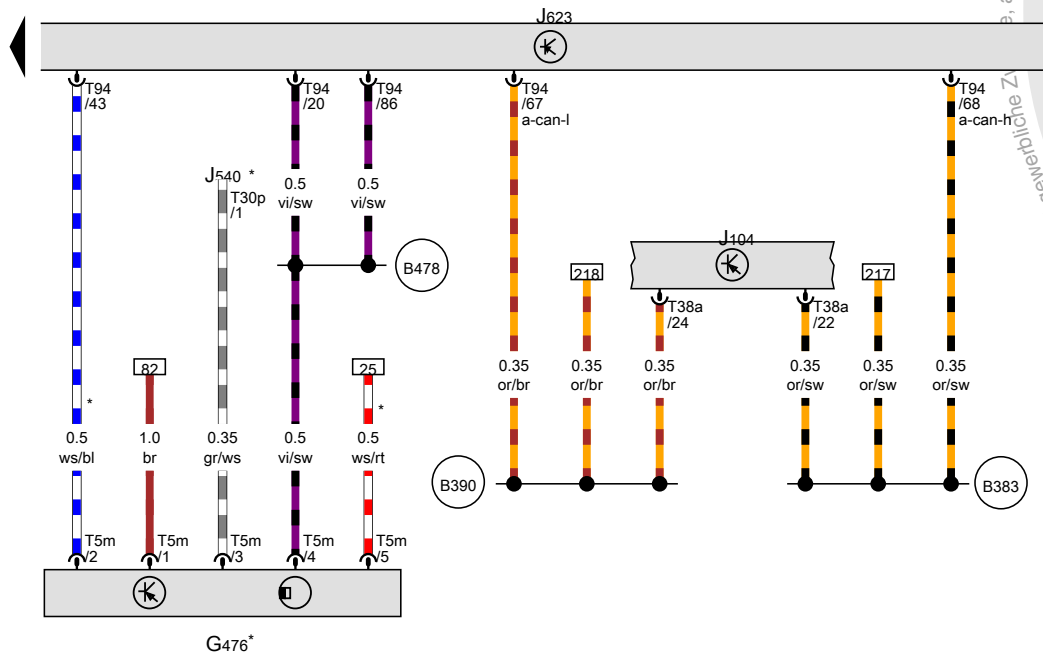 J623
T94
/43
T94
/20
T94
/86
T94
/67
a-can-l
T94
/68
a-can-h
gewerbliche
J540 *
T30p
/1
0.5
vi/sw
0.5
vi/sw
B478
J104
218
217
T38a
/24
T38a
/22
82
25
*
*
0.35
or/br
0.35
or/br
0.35
or/br
0.35
or/sw
0.35
or/sw
0.35
or/sw
0.5
ws/bl
1.0
br
0.35
gr/ws
0.5
vi/sw
0.5
ws/rt
B390
B383
T5m
/2
T5m
/1
T5m
/3
T5m
/4
T5m
/5
G476*